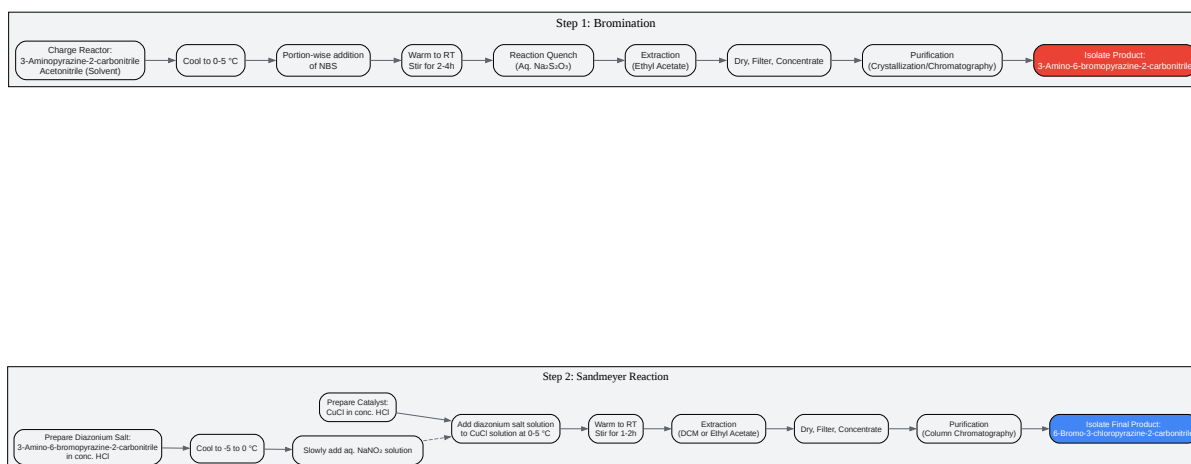 Step 1: Bromination
Charge Reactor:
3-Aminopyrazine-2-carbonitrile
Acetonitrile (Solvent)
Cool to 0-5 °C
Portion-wise addition
of NBS
Warm to RT
Stir for 2-4h
Reaction Quench
(Aq. Na₂S₂O₃)
Extraction
(Ethyl Acetate)
Dry, Filter, Concentrate
Purification
(Crystallization/Chromatography)
Isolate Product:
3-Amino-6-bromopyrazine-2-carbonitrile
Step 2: Sandmeyer Reaction
Prepare Diazonium Salt:
3-Amino-6-bromopyrazine-2-carbonitrile
in conc. HCl
Cool to -5 to 0 °C
Slowly add aq. NaNO₂ solution
Prepare Catalyst:
CuCl in conc. HCl
Add diazonium salt solution
to CuCl solution at 0-5 °C
Warm to RT
Stir for 1-2h
Extraction
(DCM or Ethyl Acetate)
Dry, Filter, Concentrate
Purification
(Column Chromatography)
Isolate Final Product:
6-Bromo-3-chloropyrazine-2-carbonitrile